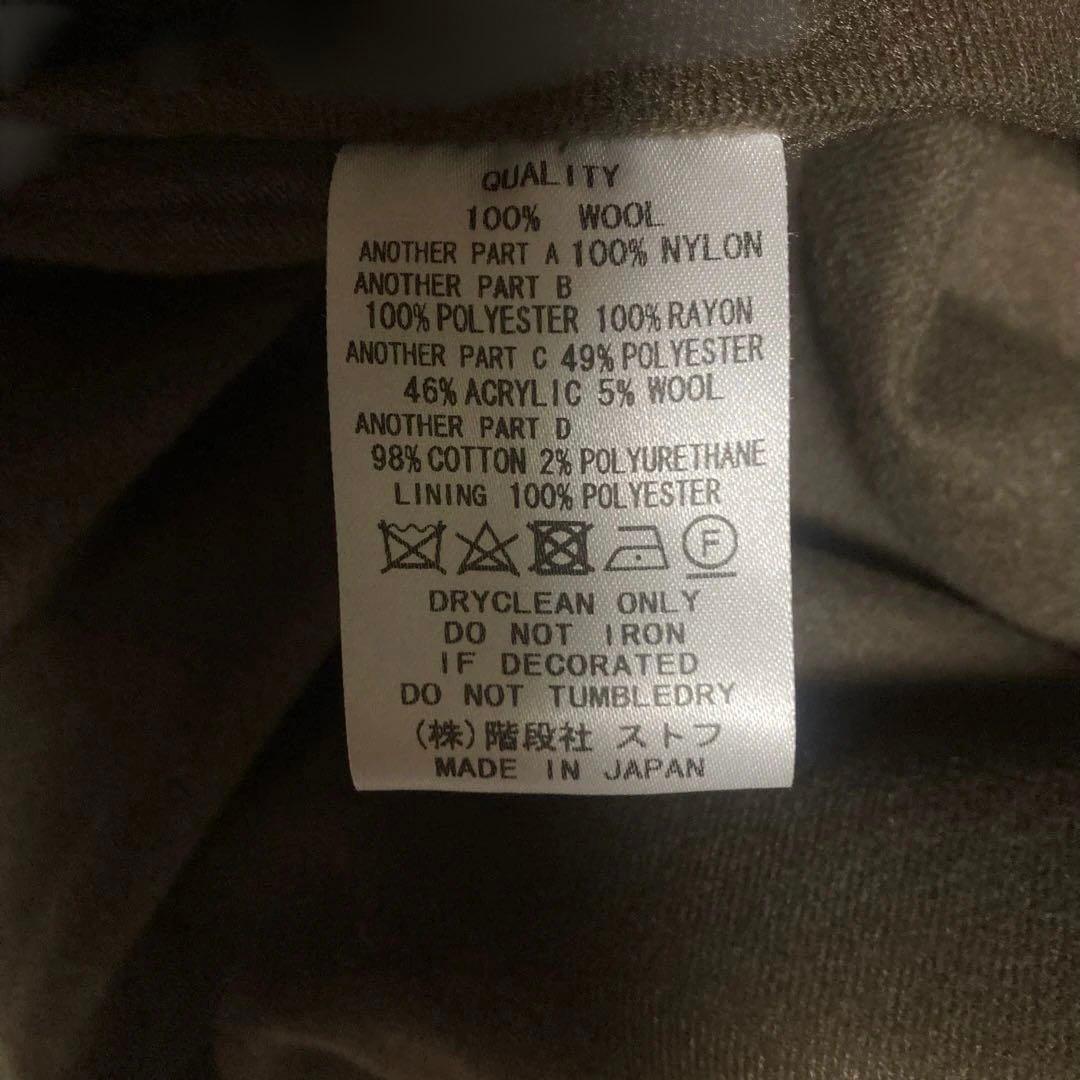 QUALITY
100% WOOL
ANOTHER PART A 100% NYLON
ANOTHER PART B
100% POLYESTER 100% RAYON
ANOTHER PART C 49% POLYESTER
46% ACRYLIC 5% WOOL
ANOTHER PART D
98% COTTON 2% POLYURETHANE
LINING 100% POLYESTER
F
DRYCLEAN ONLY
DO NOT IRON
IF DECORATED
DO NOT TUMBLEDRY
(株)階段社 ストフ
MADE IN JAPAN